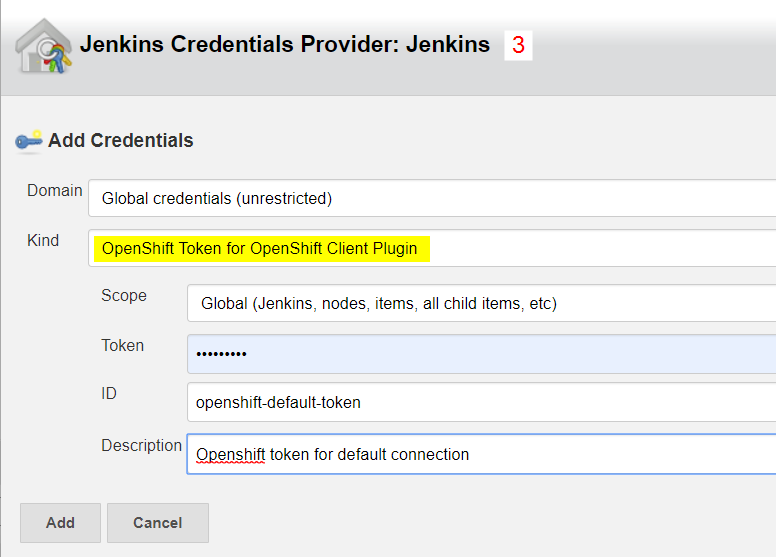 Jenkins Credentials Provider: Jenkins 3
Add Credentials
Domain Global credentials (unrestricted)
Kind OpenShift Token for OpenShift Client Plugin
Scope Global (Jenkins, nodes, items, all child items, etc)
Token •••••••••
ID openshift-default-token
Description Openshift token for default connection
Add Cancel